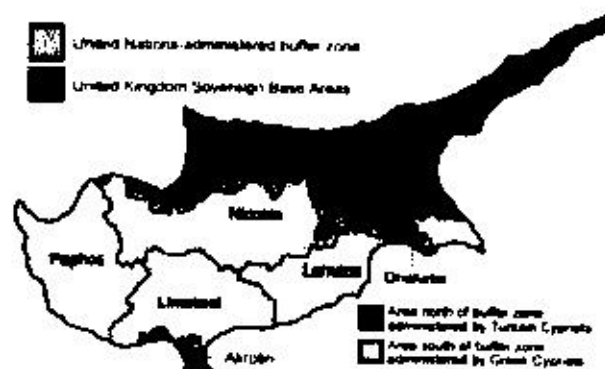 United Nations-administered buffer zone
United Kingdom Sovereign Base Areas
Nicosia
Paphos
Larnaca
Limassol
Dhekelia
Akrotiri
Area north of buffer zone
administered by Turkish Cypriots
Area south of buffer zone
administered by Greek Cypriots